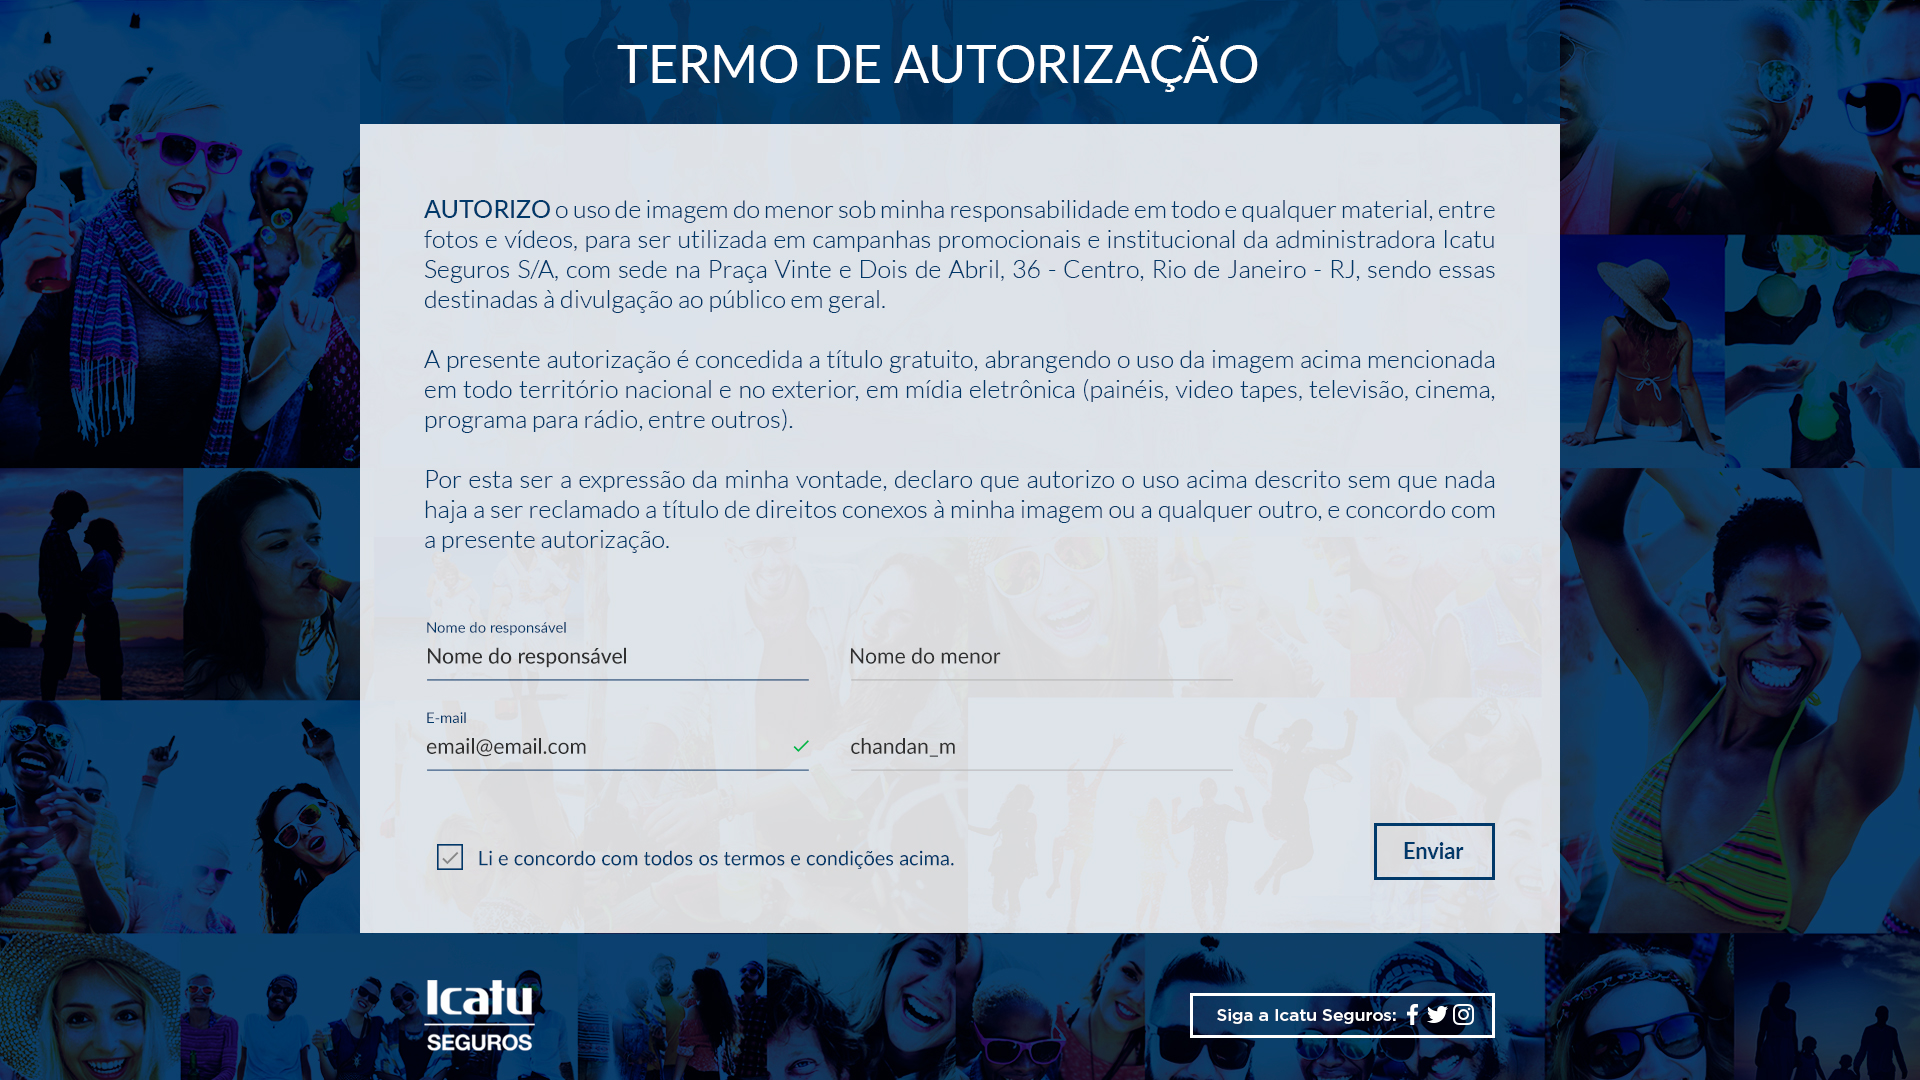 TERMO DE AUTORIZAÇÃO
AUTORIZO o uso de imagem do menor sob minha responsabilidade em todo e qualquer material, entre
fotos e vídeos, para ser utilizada em campanhas promocionais e institucional da administradora Icatu
Seguros S/A, com sede na Praça Vinte e Dois de Abril, 36 - Centro, Rio de Janeiro - RJ, sendo essas
destinadas à divulgação ao público em geral.
A presente autorização é concedida a título gratuito, abrangendo o uso da imagem acima mencionada
em todo território nacional e no exterior, em mídia eletrônica (painéis, video tapes, televisão, cinema,
programa para rádio, entre outros).
Por esta ser a expressão da minha vontade, declaro que autorizo o uso acima descrito sem que nada
haja a ser reclamado a título de direitos conexos à minha imagem ou a qualquer outro, e concordo com
a presente autorização.
Nome do responsável
Nome do responsável
Nome do menor
E-mail
email@email.com
chandan_m
Li e concordo com todos os termos e condições acima.
Enviar
Icatu
SEGUROS
Siga a Icatu Seguros: